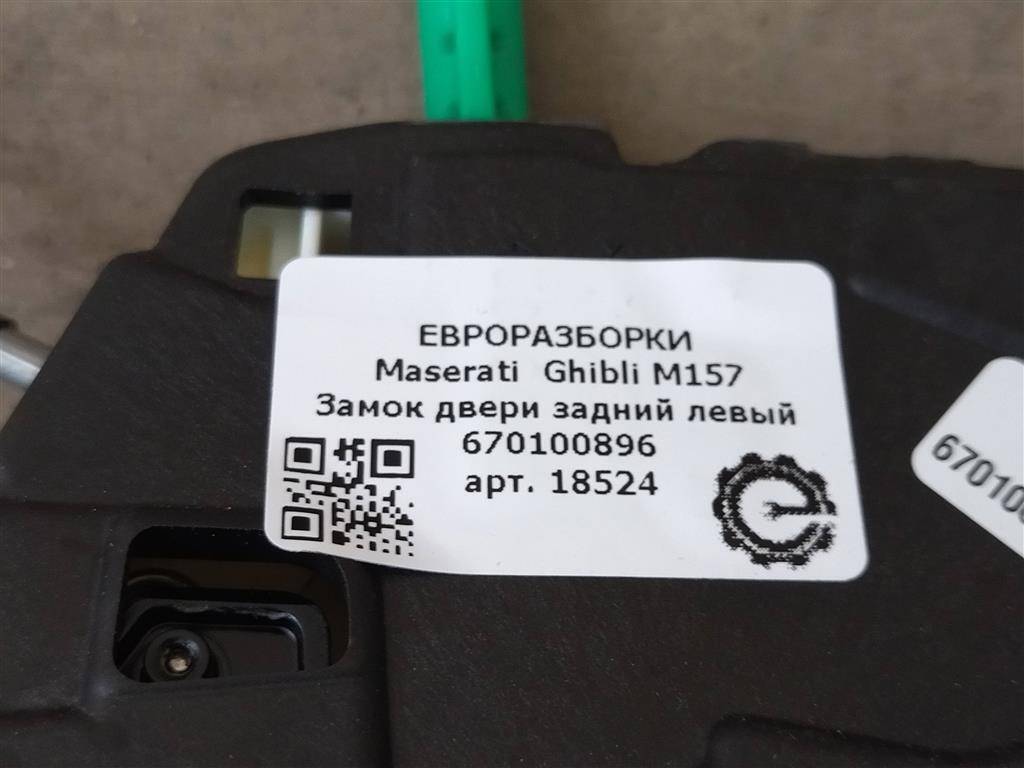 ЕВРОРАЗБОРКИ
Maserati Ghibli M157
Замок двери задний левый
670100896
арт. 18524